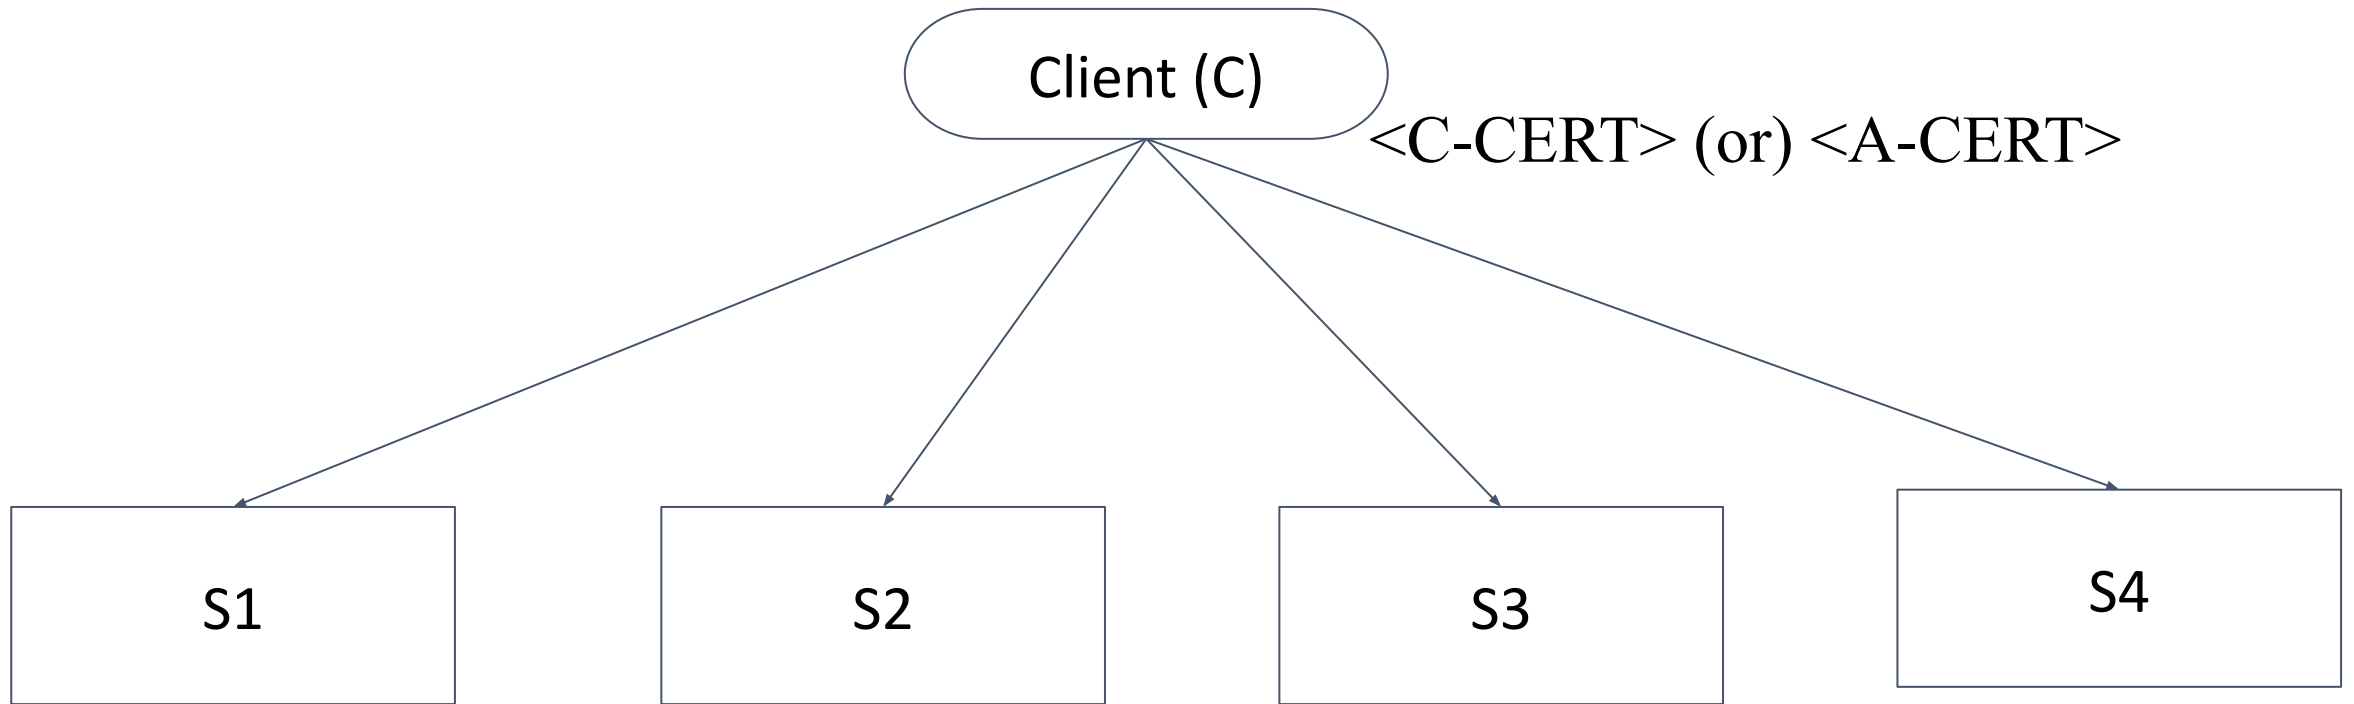 Client (C)
<C-CERT> (or) <A-CERT>
S1
S2
S3
S4